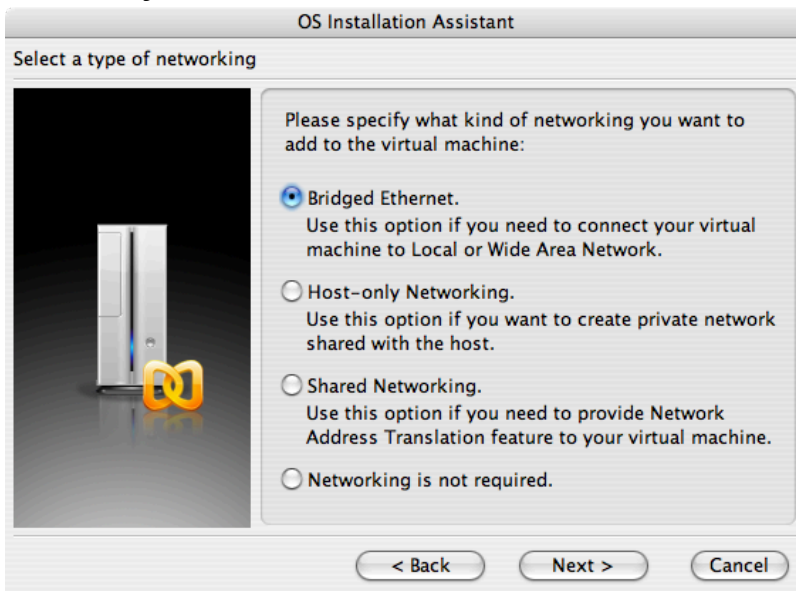 OS Installation Assistant
Select a type of networking
Please specify what kind of networking you want to
add to the virtual machine:
Bridged Ethernet.
Use this option if you need to connect your virtual
machine to Local or Wide Area Network.
Host-only Networking.
Use this option if you want to create private network
shared with the host.
Shared Networking.
Use this option if you need to provide Network
Address Translation feature to your virtual machine.
Networking is not required.
< Back
Next >
Cancel